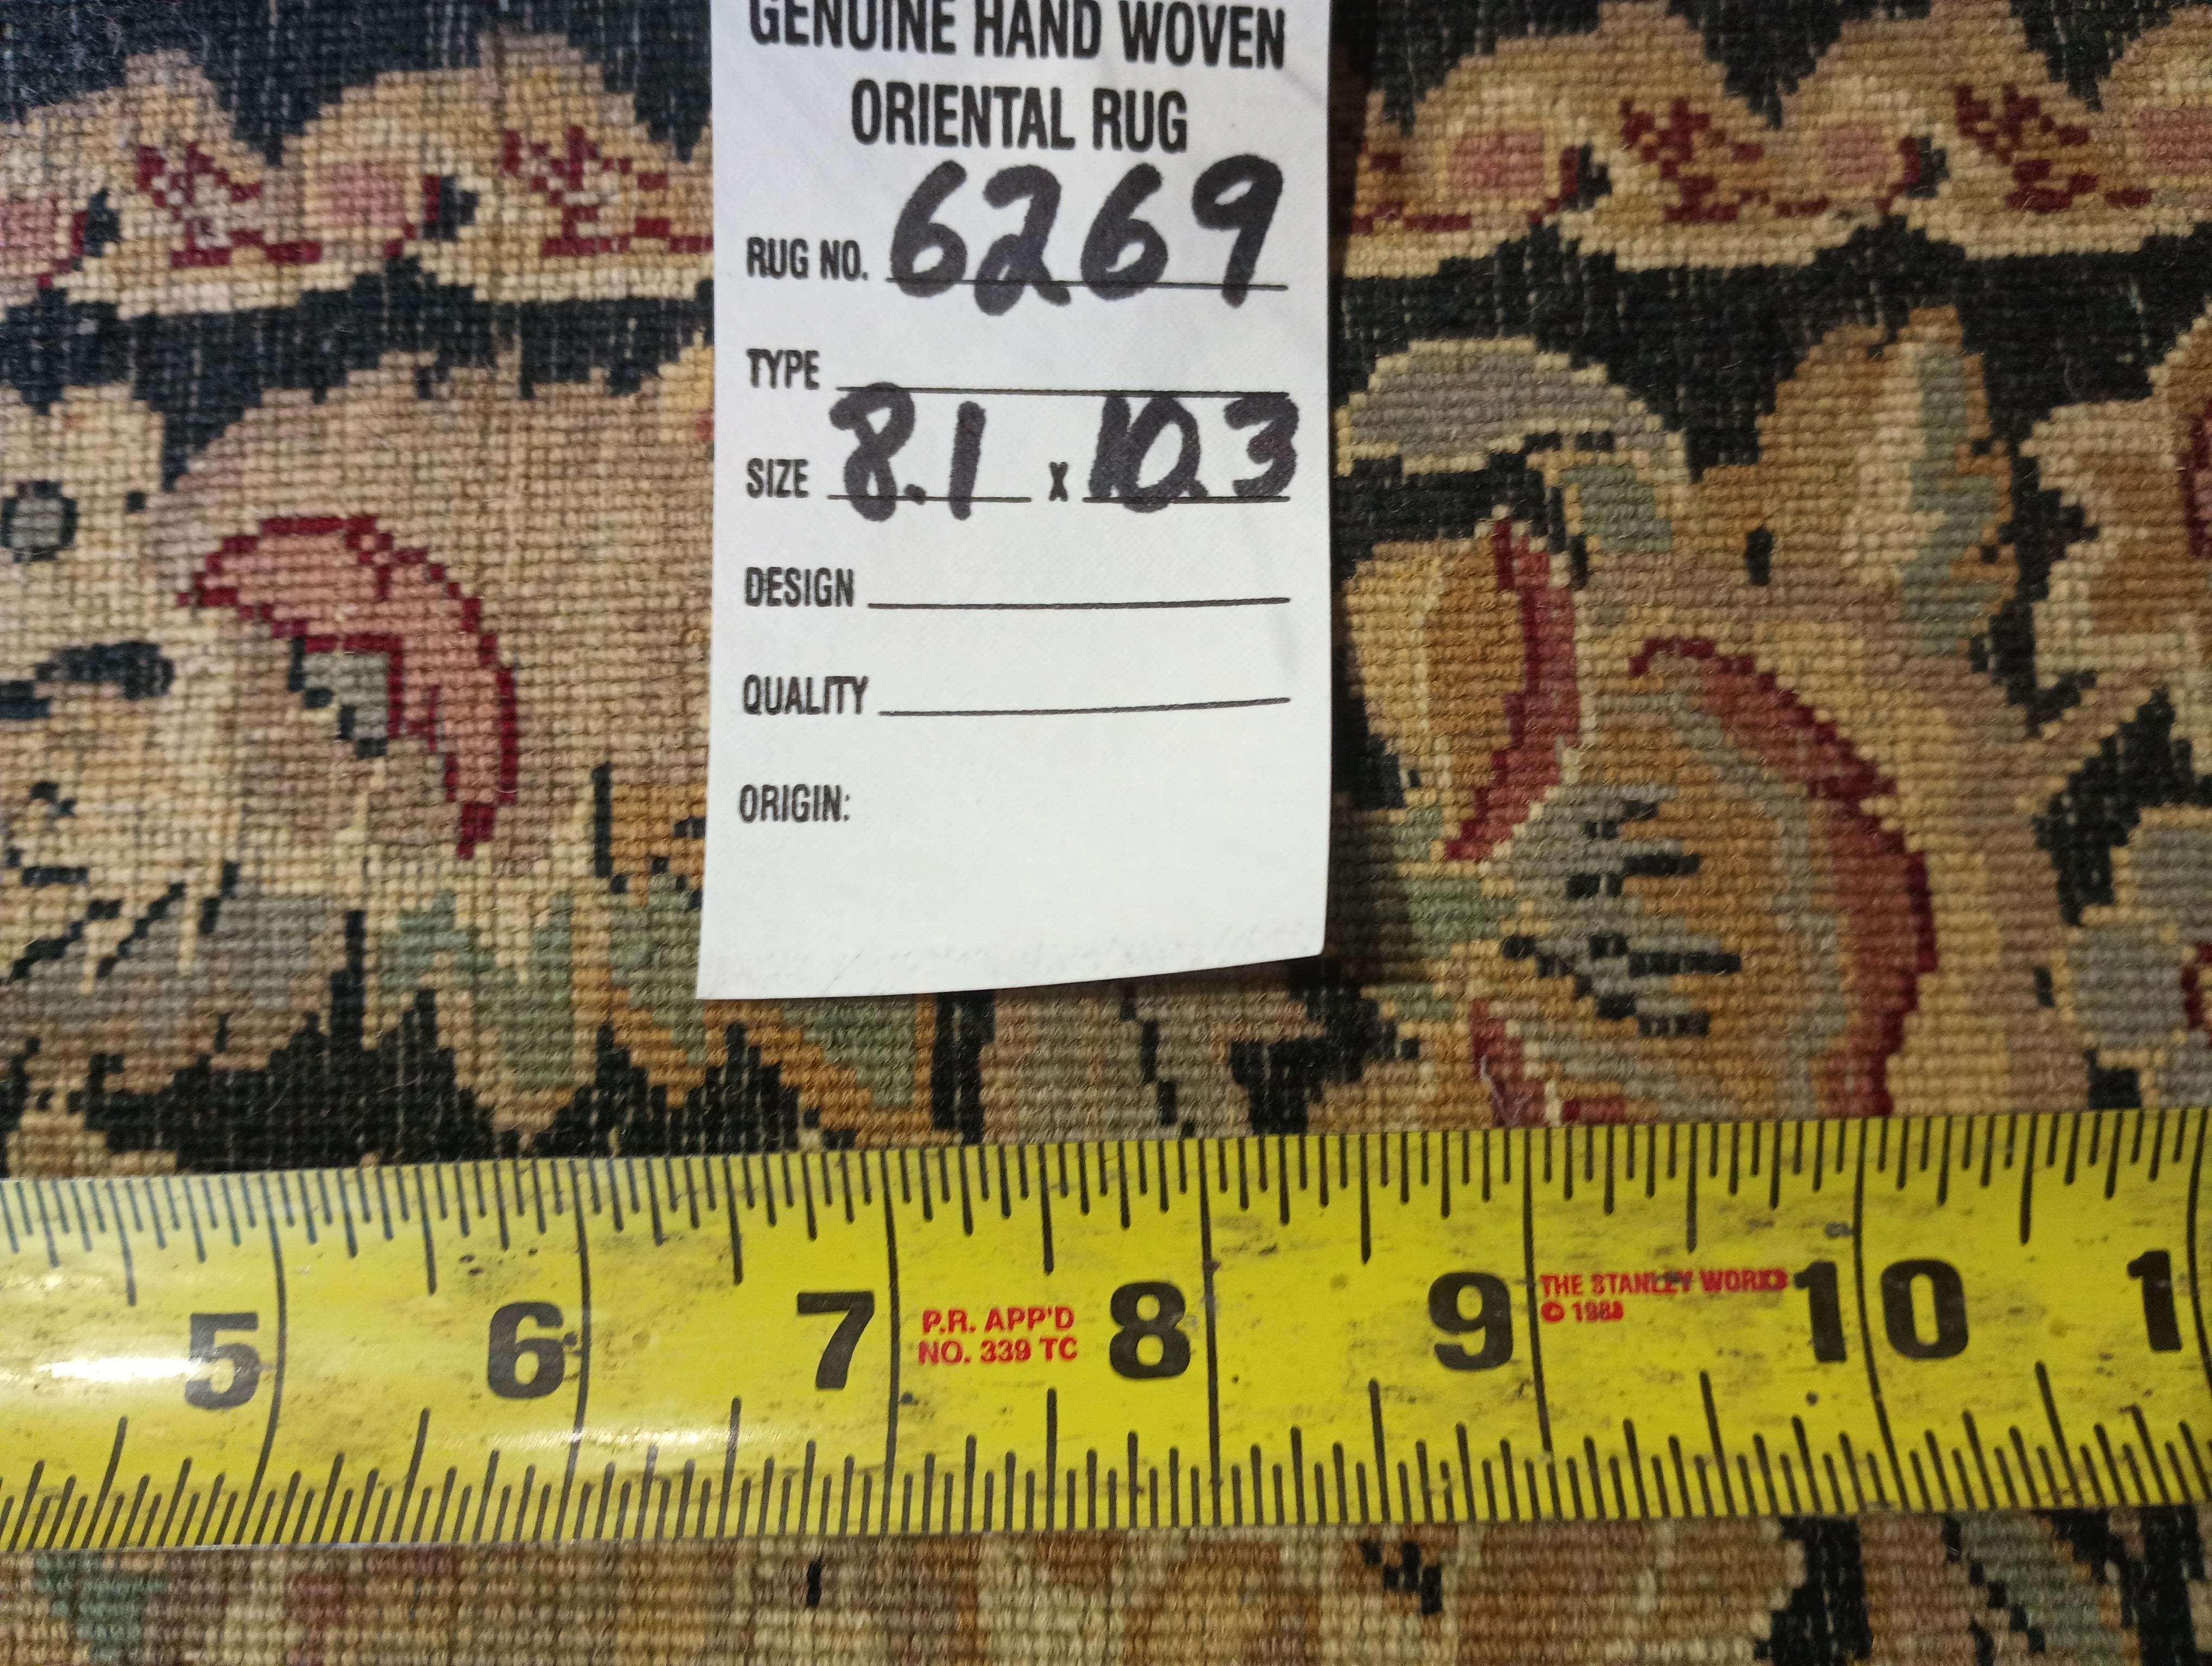 GENUINE HAND WOVEN
ORIENTAL RUG
RUG NO. 6269
TYPE
SIZE 8.1 x 10.3
DESIGN
QUALITY
ORIGIN:
5 6 7 P.R. APP'D 8 9 THE STANLEY WORKS 10 1
NO. 339 TC © 1988